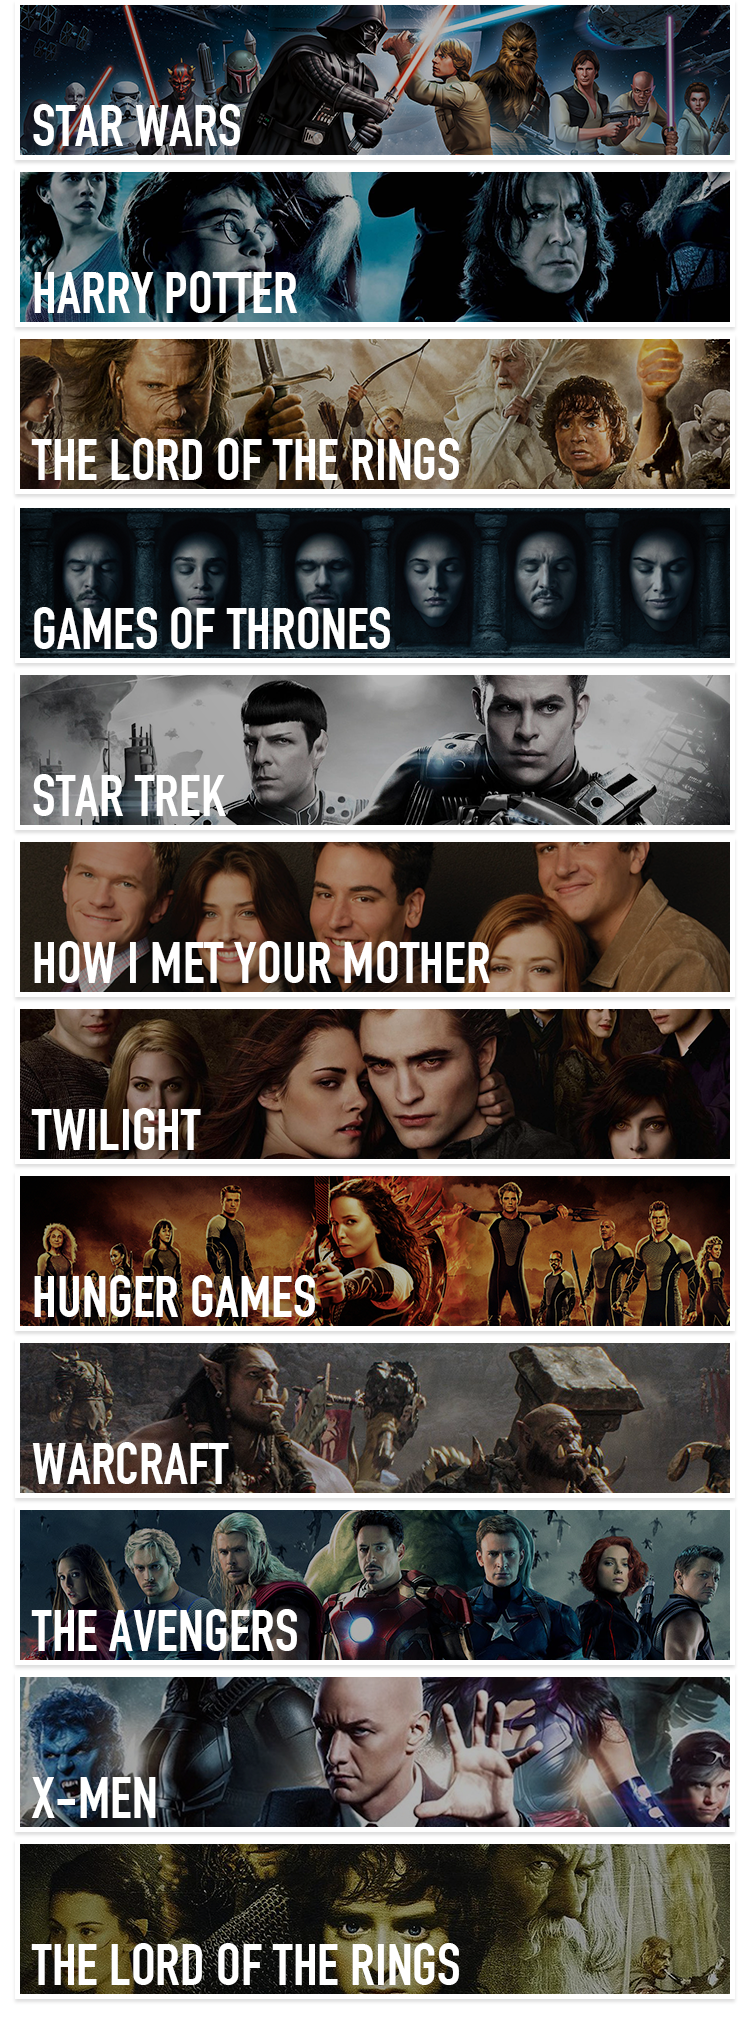 STAR WARS
HARRY POTTER
THE LORD OF THE RINGS
GAMES OF THRONES
STAR TREK
HOW I MET YOUR MOTHER
TWILIGHT
HUNGER GAMES
WARCRAFT
THE AVENGERS
X-MEN
THE LORD OF THE RINGS